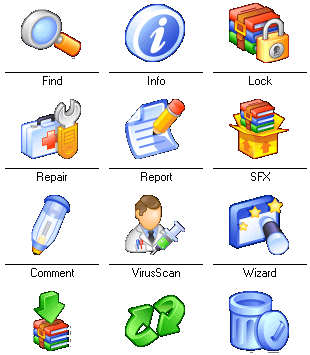 Find
Info
Lock
Repair
Report
SFX
Comment
VirusScan
Wizard